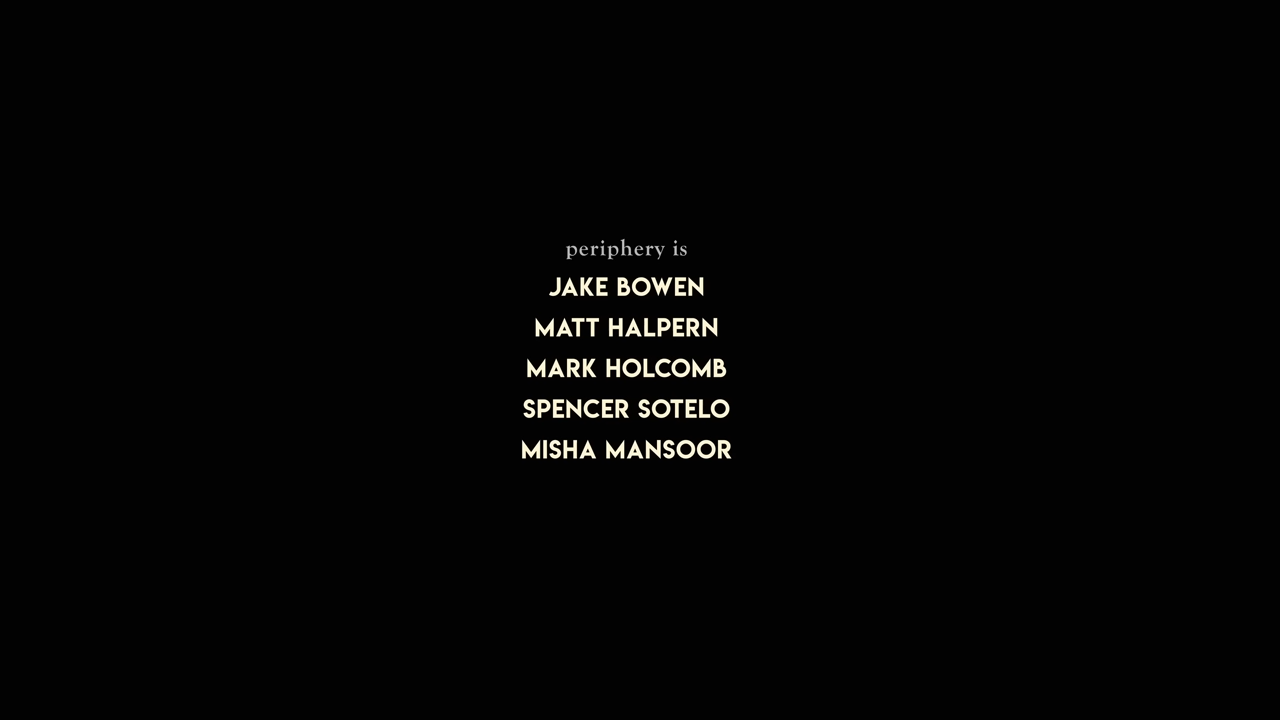 periphery is
JAKE BOWEN
MATT HALPERN
MARK HOLCOMB
SPENCER SOTELO
MISHA MANSOOR